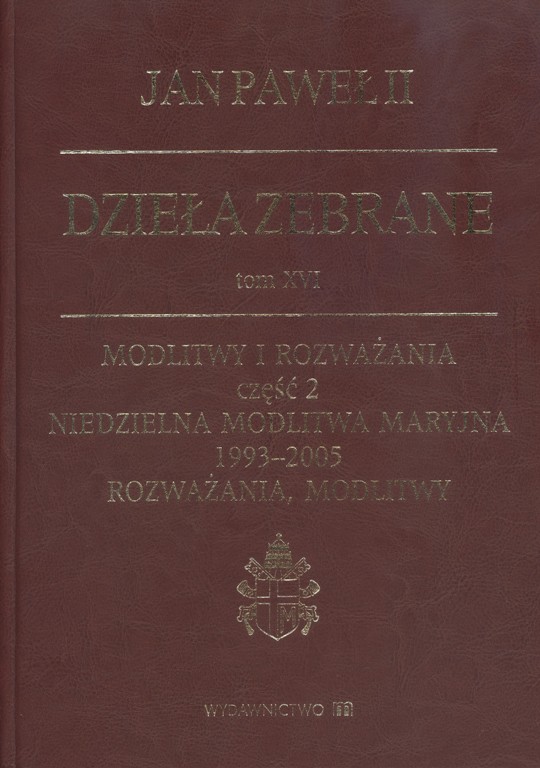 JAN PAWEŁ II
DZIEŁA ZEBRANE
tom XVI
MODLITWY I ROZWAŻANIA
CZĘŚĆ 2
NIEDZIELNA MODLITWA MARYJNA
1993–2005
ROZWAŻANIA, MODLITWY
M
WYDAWNICTWO m